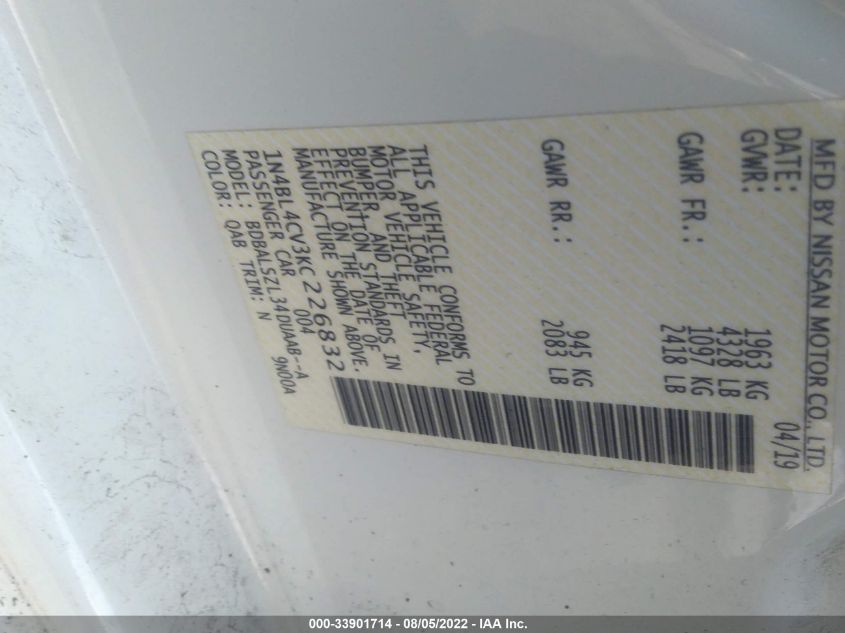 MFD BY NISSAN MOTOR CO., LTD.
DATE: 04/19
GVWR: 1963 KG
4328 LB
GAWR FR.: 1097 KG
2418 LB
GAWR RR.: 945 KG
2083 LB
THIS VEHICLE CONFORMS TO
ALL APPLICABLE FEDERAL
MOTOR VEHICLE SAFETY,
BUMPER, AND THEFT
PREVENTION STANDARDS IN
EFFECT ON THE DATE OF
MANUFACTURE SHOWN ABOVE.
1N4BL4CV3KC226832
PASSENGER CAR 004
MODEL: BDBALSZL34DUAAB--A
COLOR: QAB TRIM: N 9N00A
000-33901714 - 08/05/2022 - IAA Inc.